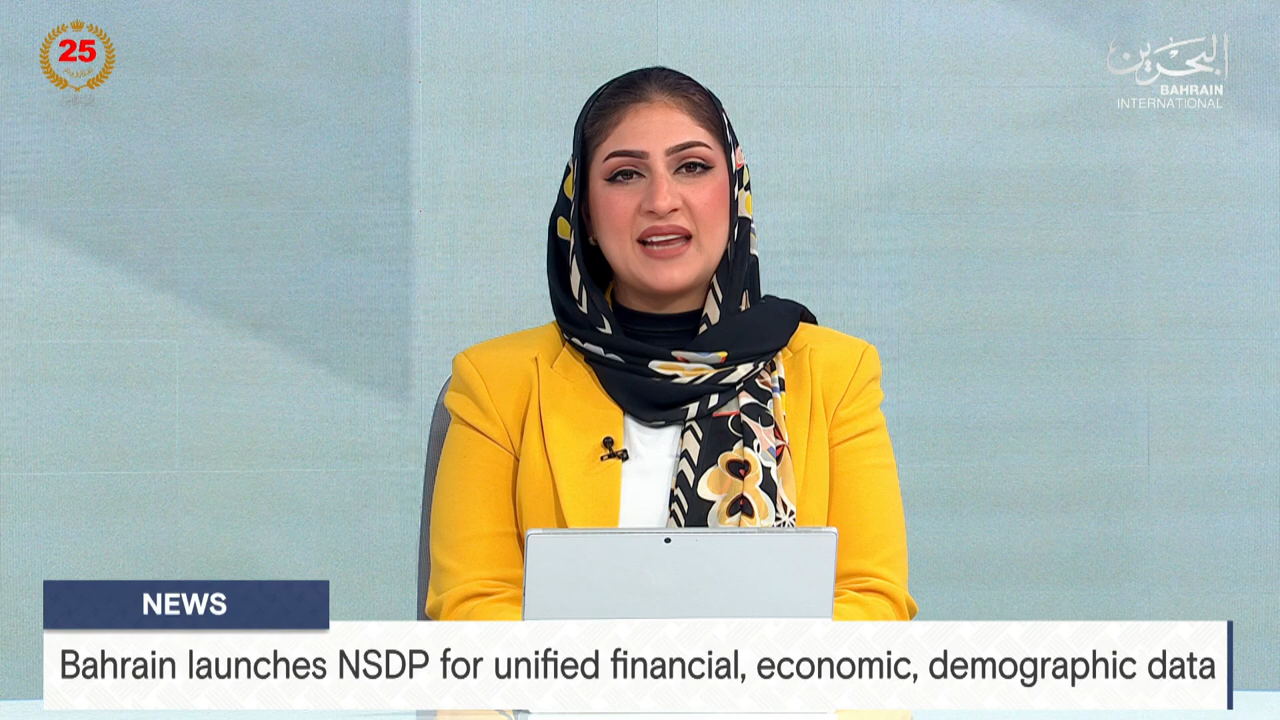 25
البحرين
BAHRAIN
INTERNATIONAL
NEWS
Bahrain launches NSDP for unified financial, economic, demographic data